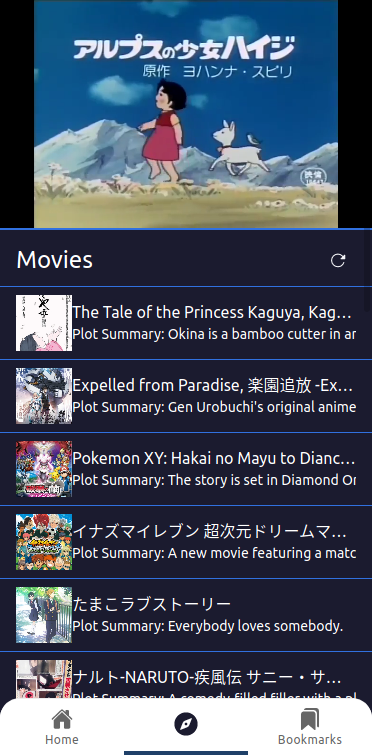 アルプスの少女ハイジ
原作 ヨハンナ・スピリ
Movies
The Tale of the Princess Kaguya, Kag...
Plot Summary: Okina is a bamboo cutter in an
Expelled from Paradise, 楽園追放 -Ex...
Plot Summary: Gen Urobuchi's original anime
Pokemon XY: Hakai no Mayu to Dianc...
Plot Summary: The story is set in Diamond Or
イナズマイレブン 超次元ドリームマ...
Plot Summary: A new movie featuring a matc
たまこラブストーリー
Plot Summary: Everybody loves somebody.
ナルト-NARUTO-疾風伝 サニー・サ...
Plot Summary: A comedy filled filler with a pl
Home
Bookmarks